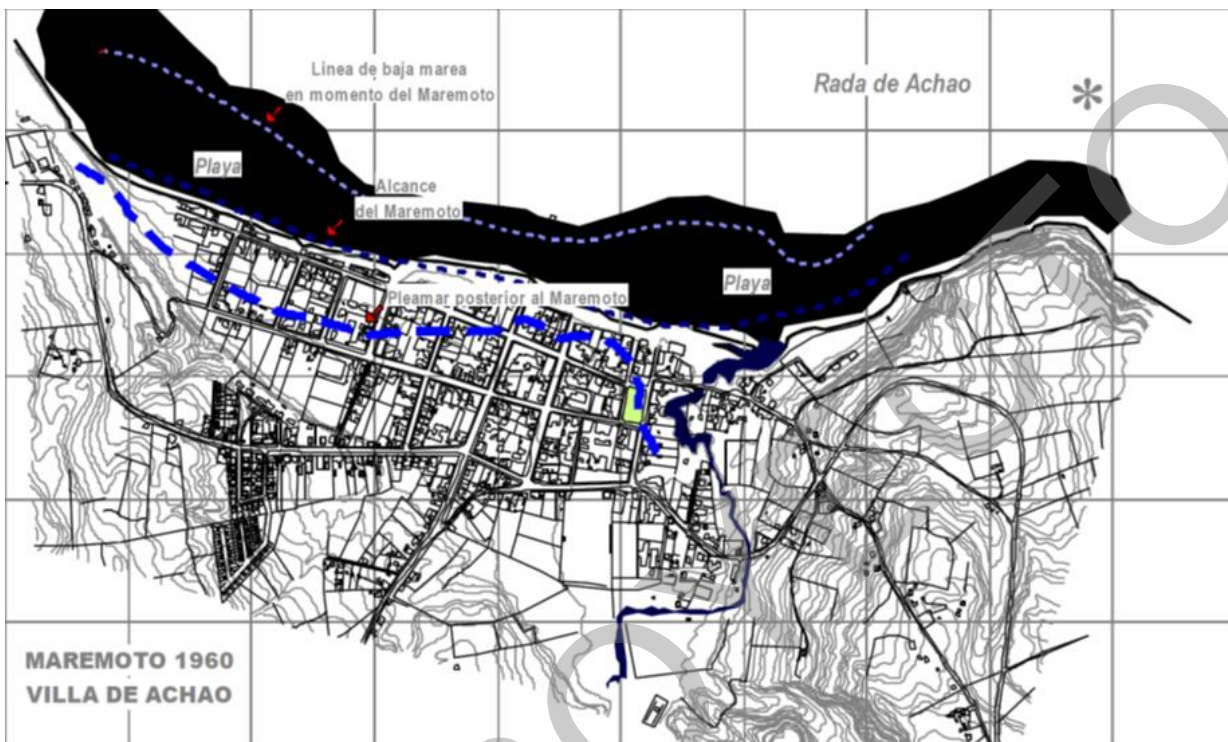 Linea de baja marea
en momento del Maremoto
Rada de Achao
*
Playa
Alcance
del Maremoto
Playa
Pleamar posterior al Maremoto
MAREMOTO 1960
VILLA DE ACHAO